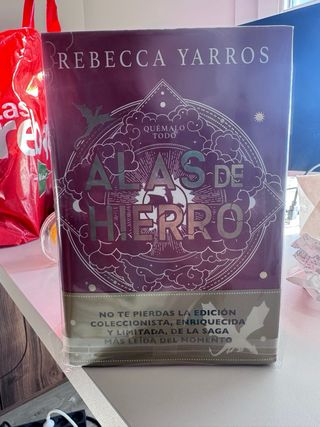 REBECCA YARROS
QUÉMALO
TODO
ALAS DE
HIERRO
NO TE PIERDAS LA EDICIÓN
COLECCIONISTA, ENRIQUECIDA
Y LIMITADA, DE LA SAGA
MÁS LEÍDA DEL MOMENTO